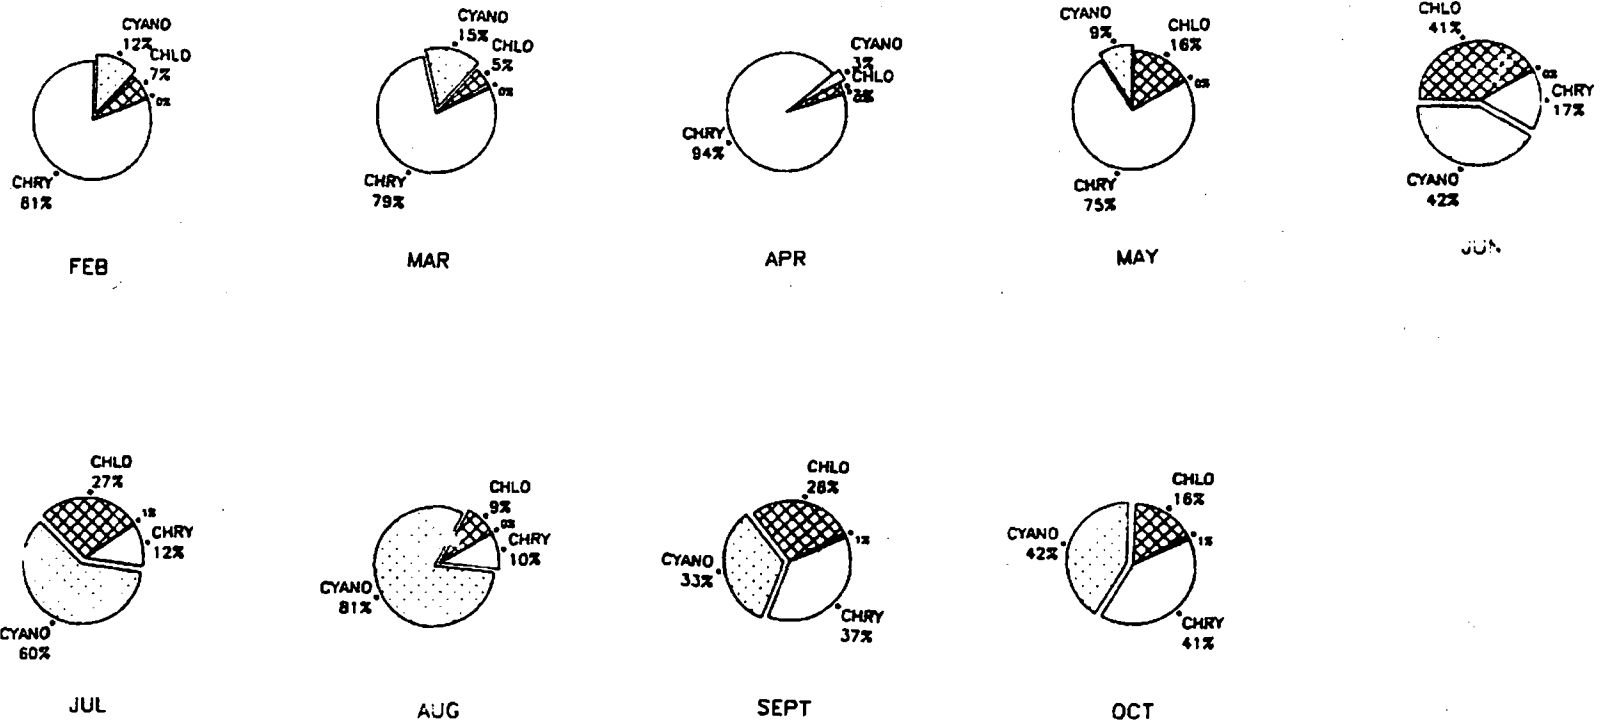 CYANO
12%
CHLO
7%
0%
CHRY
81%
FEB
CYANO
15%
CHLO
5%
0%
CHRY
79%
MAR
CYANO
3%
CHLO
CHRY
94%
APR
CYANO
9%
CHLO
16%
0%
CHRY
75%
MAY
CHLO
41%
0%
CHRY
17%
CYANO
42%
JUN
CHLO
27%
1%
CHRY
12%
CYANO
60%
JUL
CHLO
9%
0%
CHRY
10%
CYANO
81%
AUG
CHLO
28%
1%
CYANO
33%
CHRY
37%
SEPT
CHLO
16%
1%
CYANO
42%
CHRY
41%
OCT